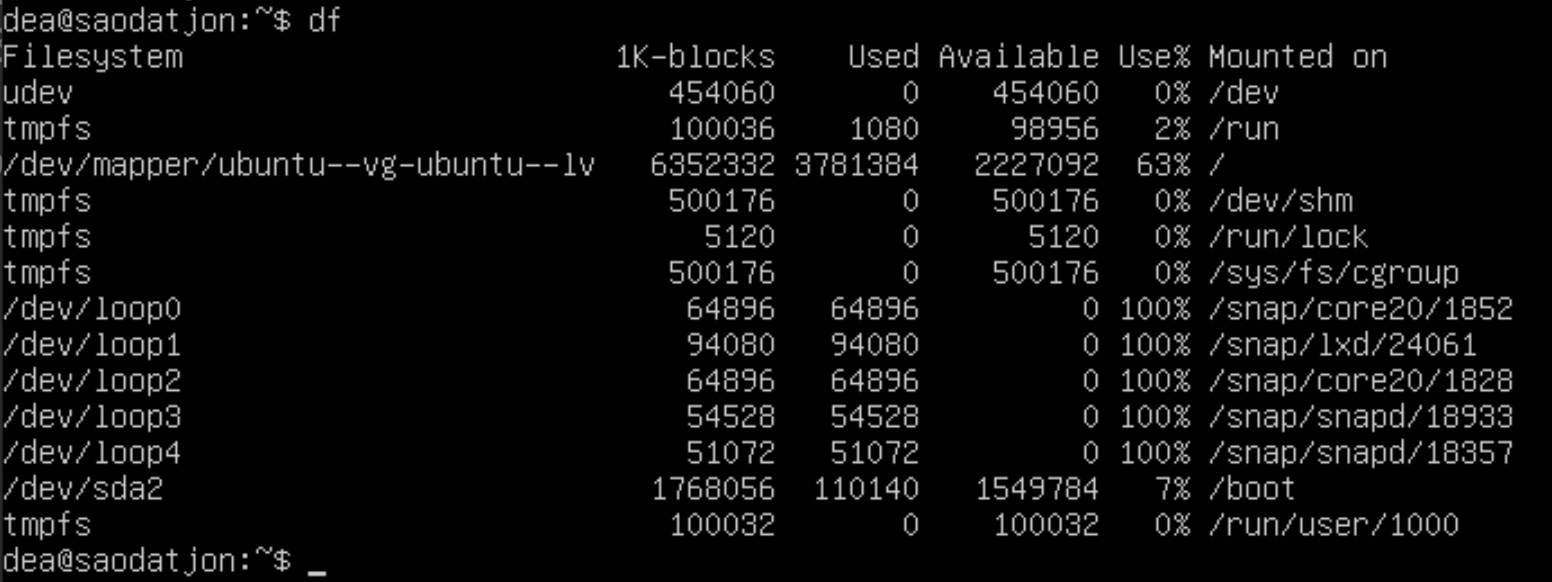 dea@saodatjon:~$ df
Filesystem                        1K-blocks    Used Available Use% Mounted on
udev                                 454060       0    454060   0% /dev
tmpfs                                100036    1080     98956   2% /run
/dev/mapper/ubuntu--vg-ubuntu--lv   6352332 3781384   2227092  63% /
tmpfs                                500176       0    500176   0% /dev/shm
tmpfs                                  5120       0      5120   0% /run/lock
tmpfs                                500176       0    500176   0% /sys/fs/cgroup
/dev/loop0                            64896   64896         0 100% /snap/core20/1852
/dev/loop1                            94080   94080         0 100% /snap/lxd/24061
/dev/loop2                            64896   64896         0 100% /snap/core20/1828
/dev/loop3                            54528   54528         0 100% /snap/snapd/18933
/dev/loop4                            51072   51072         0 100% /snap/snapd/18357
/dev/sda2                           1768056  110140   1549784   7% /boot
tmpfs                                100032       0    100032   0% /run/user/1000
dea@saodatjon:~$ _